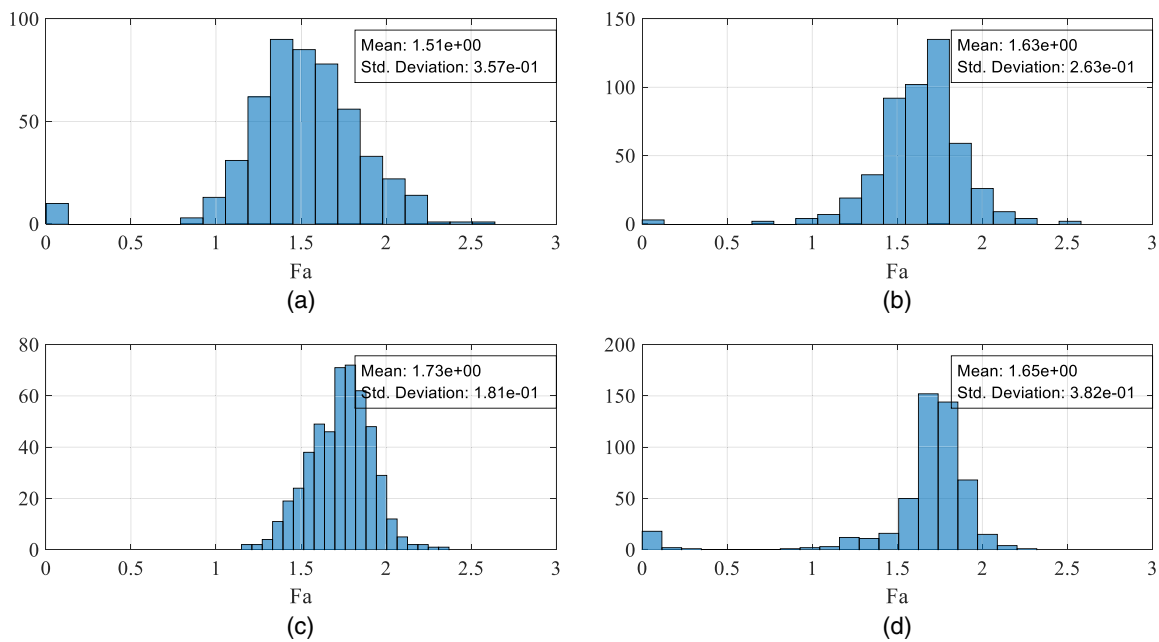 100
50
0
Mean: 1.51e+00
Std. Deviation: 3.57e-01
0 0.5 1 1.5 2 2.5 3
Fa
(a)
150
100
50
0
Mean: 1.63e+00
Std. Deviation: 2.63e-01
0 0.5 1 1.5 2 2.5 3
Fa
(b)
80
60
40
20
0
Mean: 1.73e+00
Std. Deviation: 1.81e-01
0 0.5 1 1.5 2 2.5 3
Fa
(c)
200
150
100
50
0
Mean: 1.65e+00
Std. Deviation: 3.82e-01
0 0.5 1 1.5 2 2.5 3
Fa
(d)